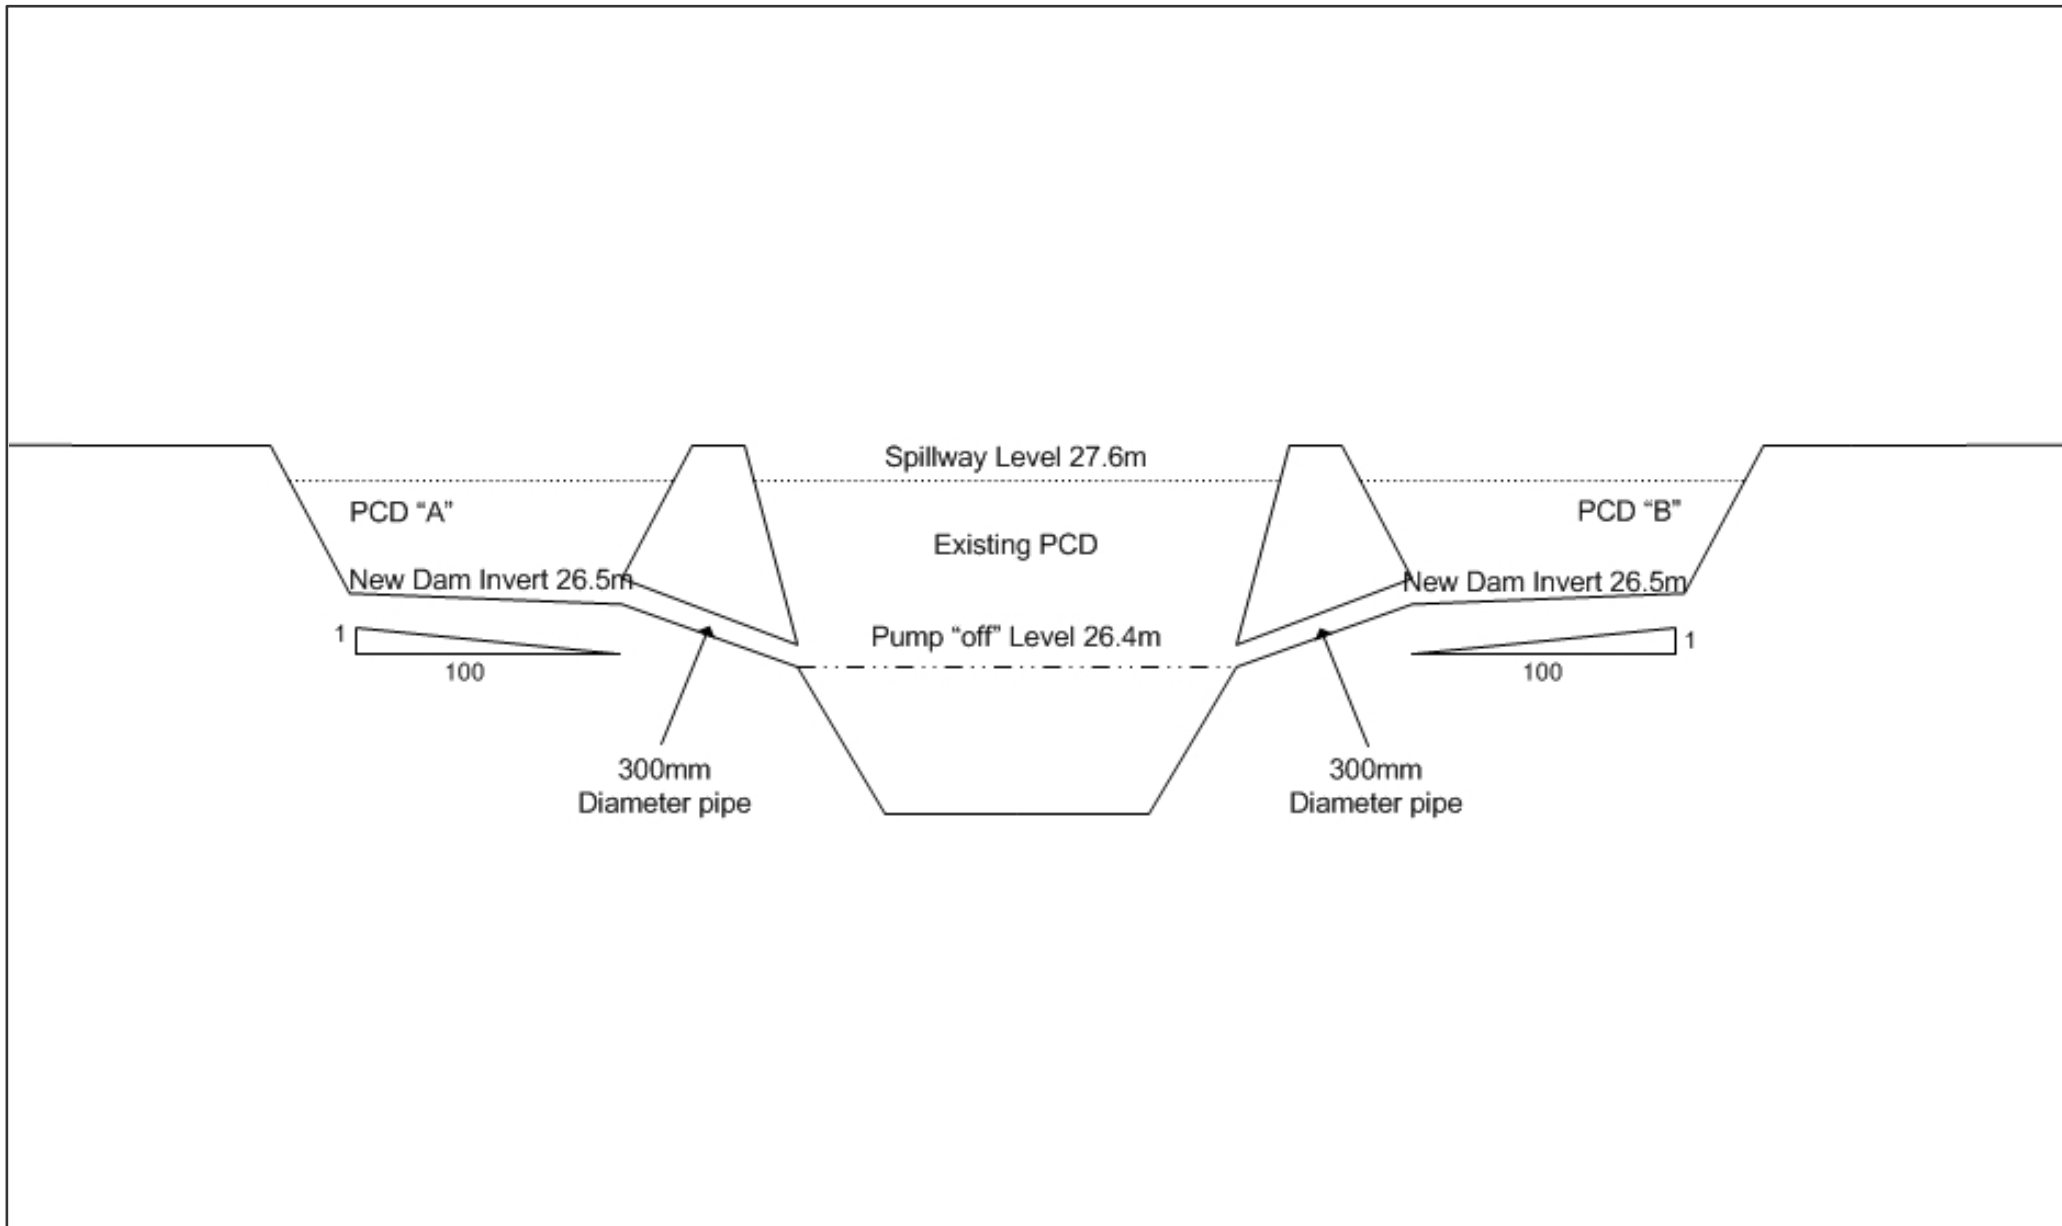 Spillway Level 27.6m
PCD “A”
PCD “B”
Existing PCD
New Dam Invert 26.5m
New Dam Invert 26.5m
1
Pump “off” Level 26.4m
1
100
100
300mm
Diameter pipe
300mm
Diameter pipe